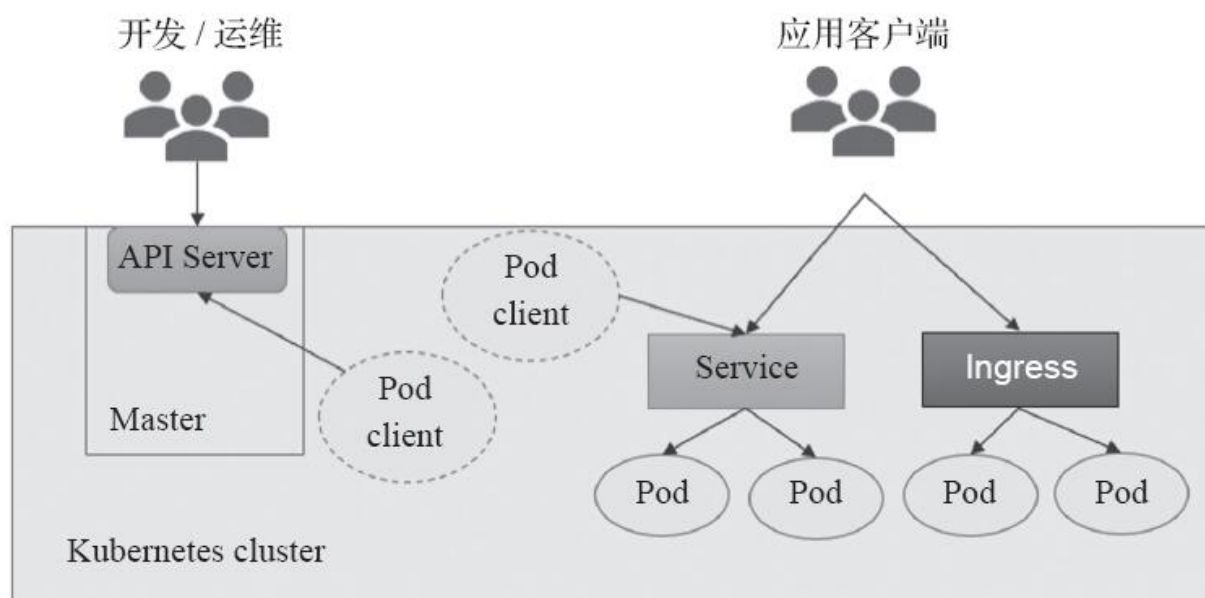 开发 / 运维
应用客户端
API Server
Pod
client
Pod
client
Master
Service
Ingress
Pod
Pod
Pod
Pod
Kubernetes cluster